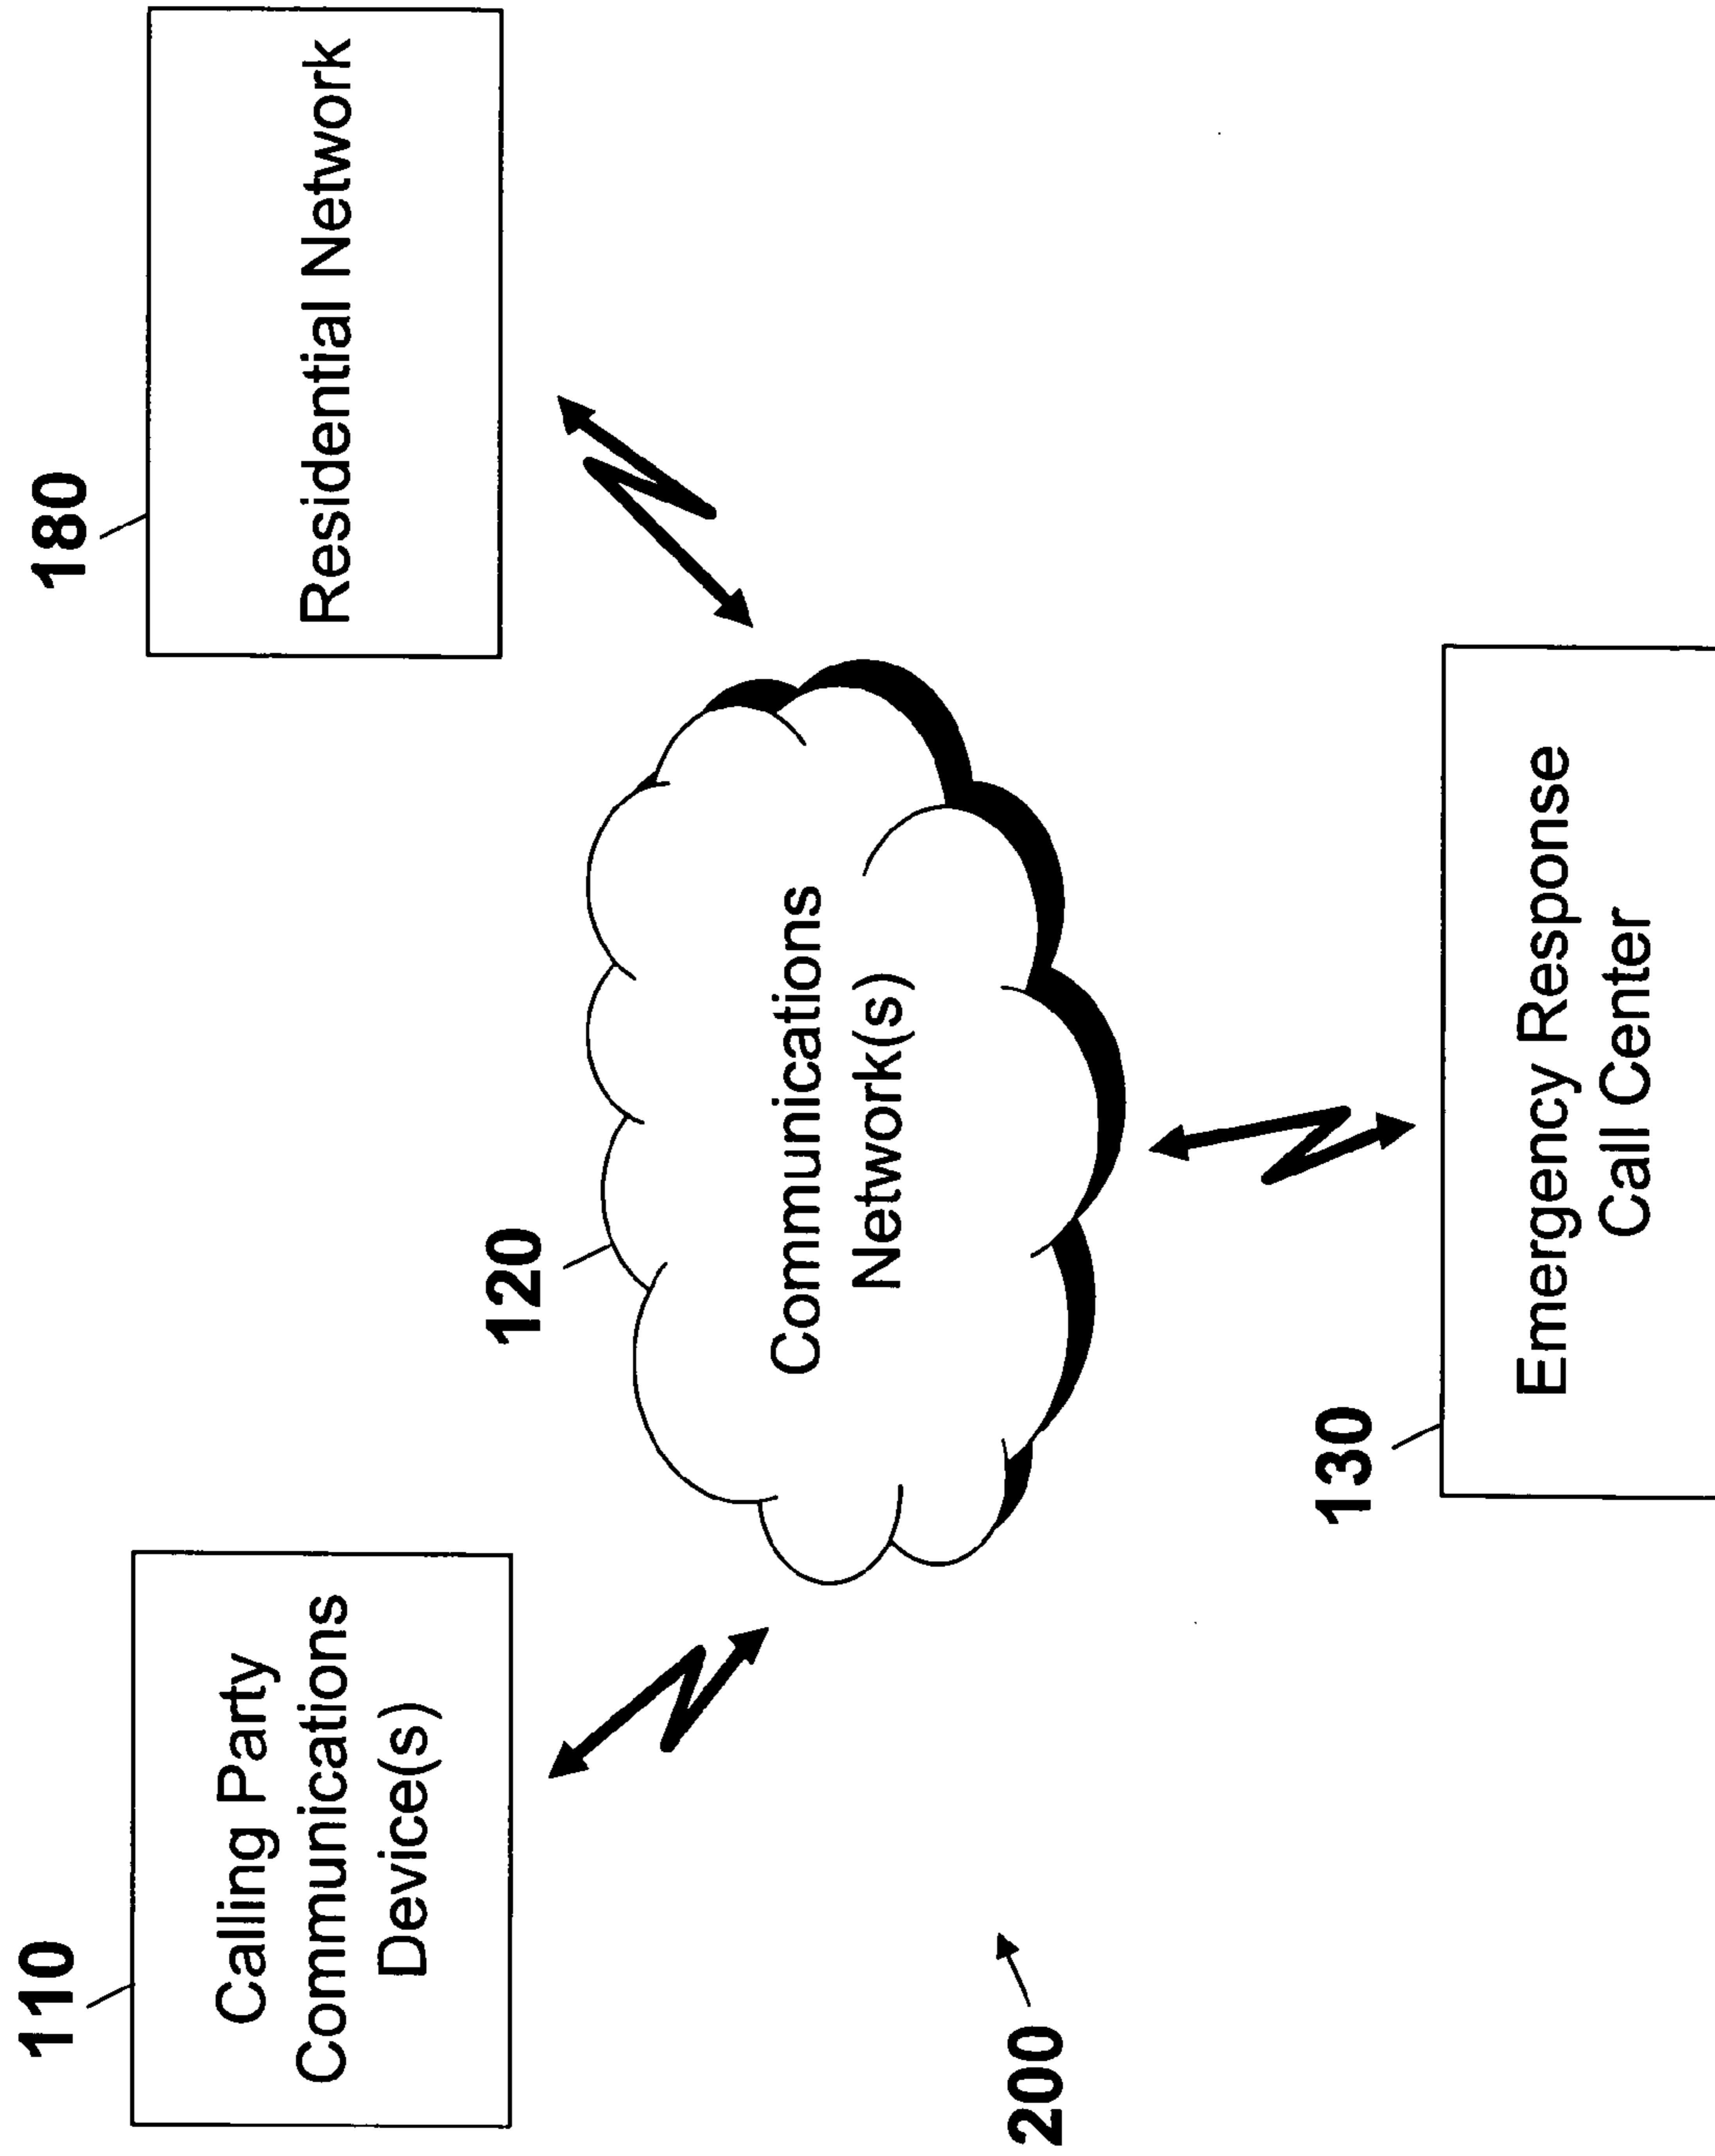 110
Calling Party
Communications
Device(s)
180
Residential Network
120
Communications
Network(s)
130
Emergency Response
Call Center
200